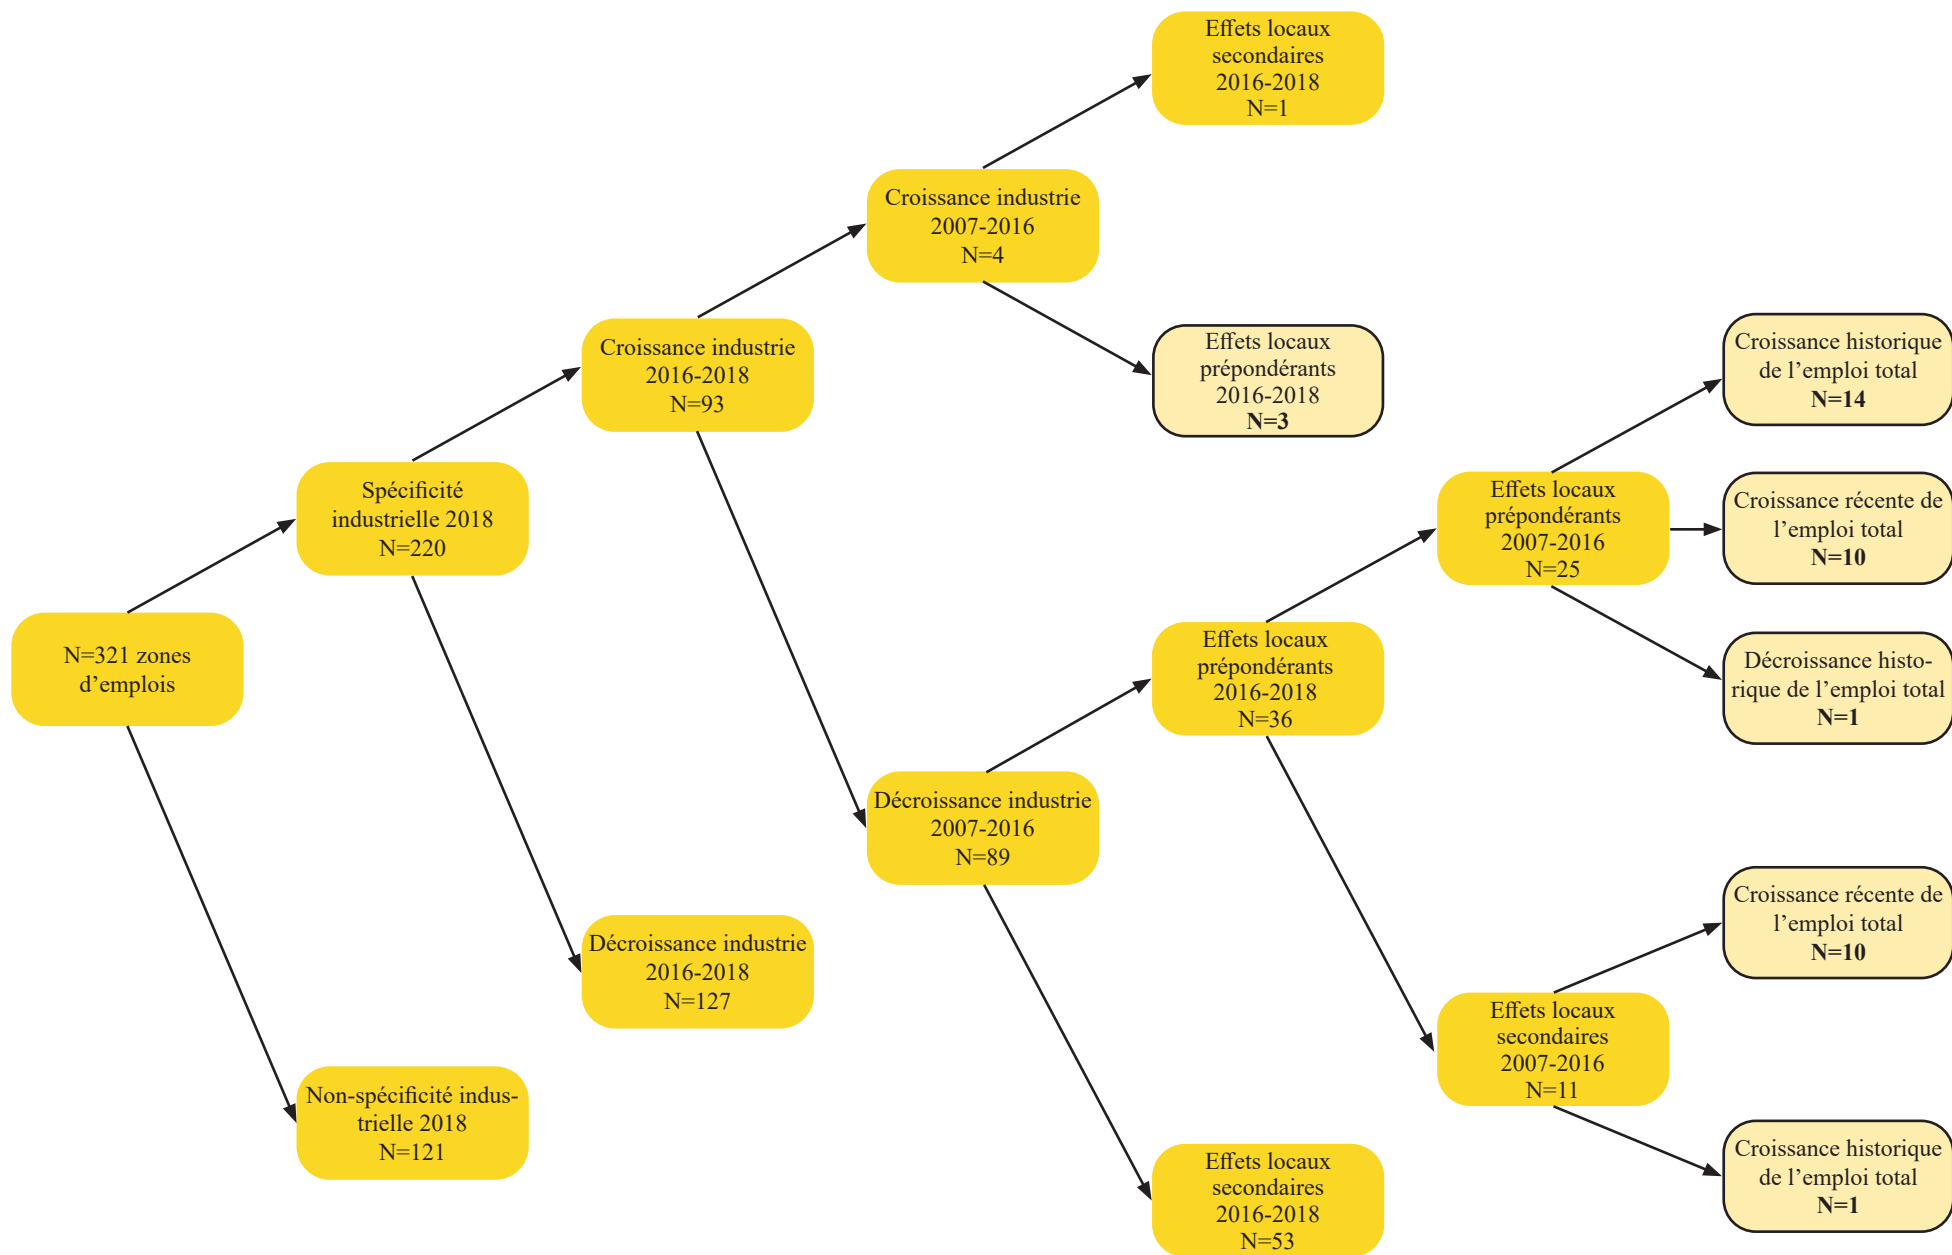 N=321 zones
d’emplois
Spécificité
industrielle 2018
N=220
Non-spécificité indus-
trielle 2018
N=121
Croissance industrie
2016-2018
N=93
Décroissance industrie
2016-2018
N=127
Croissance industrie
2007-2016
N=4
Décroissance industrie
2007-2016
N=89
Effets locaux
secondaires
2016-2018
N=1
Effets locaux
prépondérants
2016-2018
N=3
Effets locaux
prépondérants
2016-2018
N=36
Effets locaux
secondaires
2016-2018
N=53
Effets locaux
prépondérants
2007-2016
N=25
Effets locaux
secondaires
2007-2016
N=11
Croissance historique
de l’emploi total
N=14
Croissance récente de
l’emploi total
N=10
Décroissance histo-
rique de l’emploi total
N=1
Croissance récente de
l’emploi total
N=10
Croissance historique
de l’emploi total
N=1